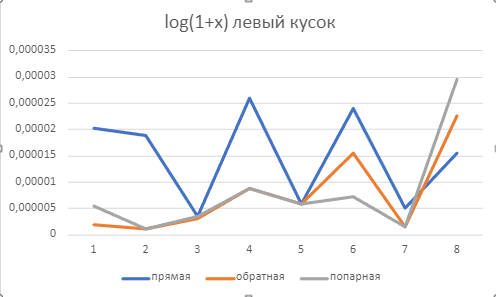 log(1+x) левый кусок
0,000035
0,00003
0,000025
0,00002
0,000015
0,00001
0,000005
0
1 2 3 4 5 6 7 8
прямая обратная попарная